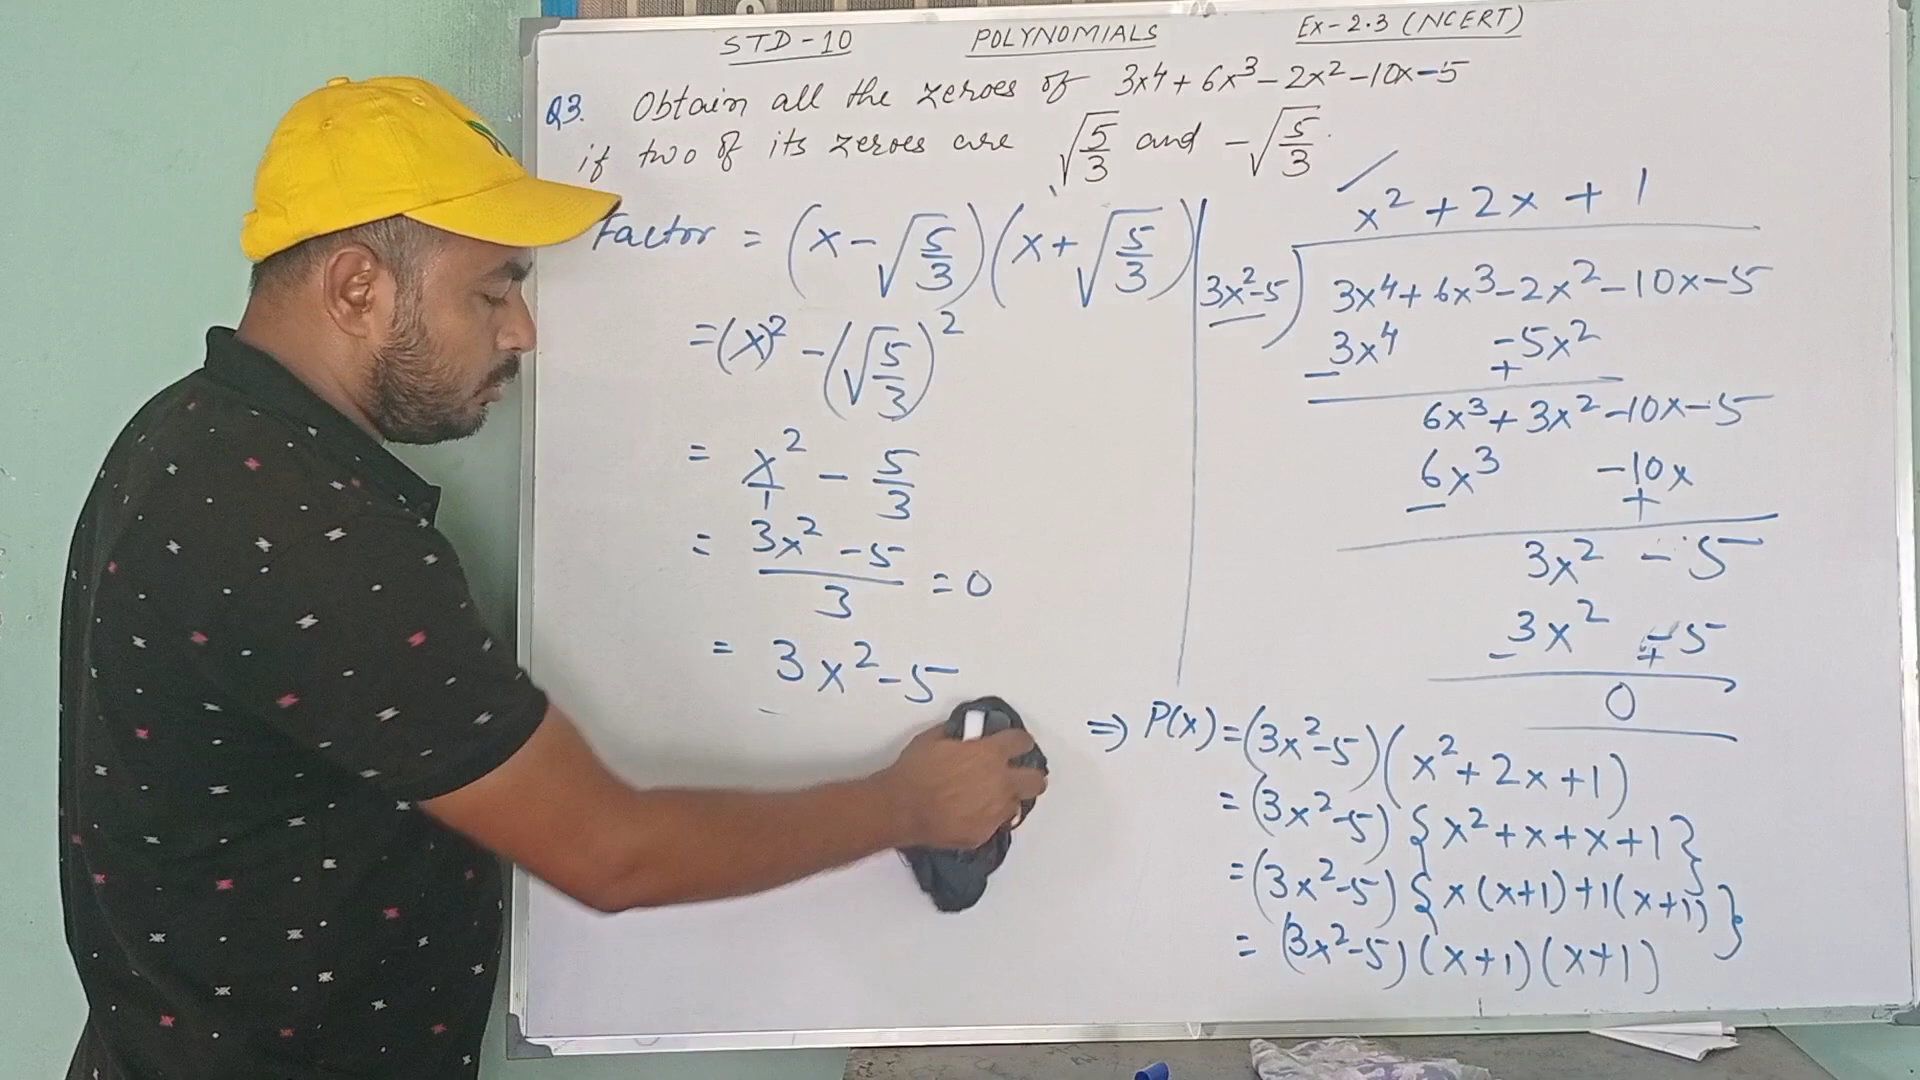 STD-10 POLYNOMIALS Ex-2.3 (NCERT)
Q3. Obtain all the zeroes of 3x⁴ + 6x³ - 2x² - 10x - 5
if two of its zeroes are √(5/3) and -√(5/3).
Factor = (x - √(5/3)) (x + √(5/3))
= (x)² - (√(5/3))²
= x²/1 - 5/3
= (3x² - 5)/3 = 0
= 3x² - 5
x² + 2x + 1
3x² - 5 ) 3x⁴ + 6x³ - 2x² - 10x - 5
3x⁴ - 5x²
- +
6x³ + 3x² - 10x - 5
6x³ - 10x
- +
3x² - 5
3x² - 5
- +
0
⇒ P(x) = (3x² - 5) (x² + 2x + 1)
= (3x² - 5) { x² + x + x + 1 }
= (3x² - 5) { x (x + 1) + 1 (x + 1) }
= (3x² - 5) (x + 1) (x + 1)